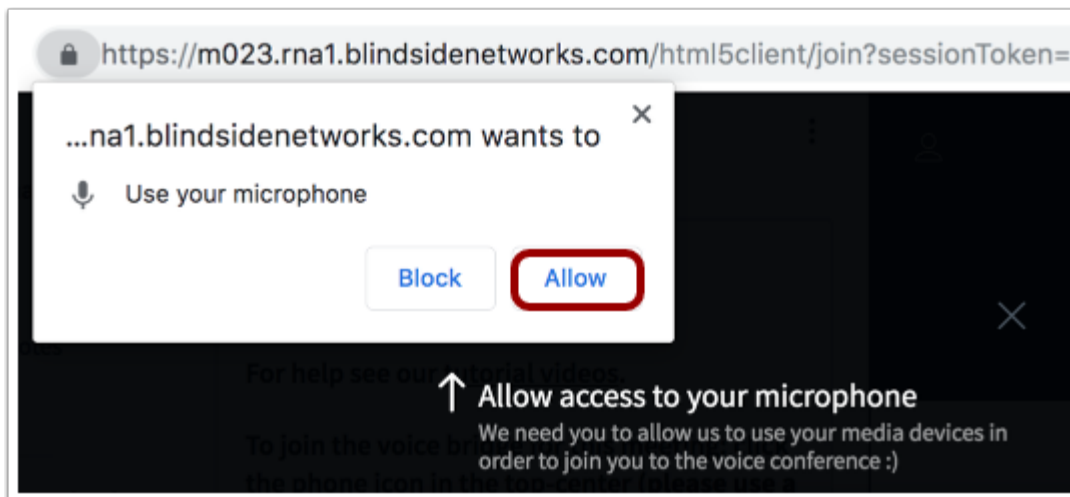 https://m023.rna1.blindsidenetworks.com/html5client/join?sessionToken=
...na1.blindsidenetworks.com wants to
Use your microphone
Block Allow
For help see our tutorial videos.
Allow access to your microphone
We need you to allow us to use your media devices in
order to join you to the voice conference :)
To join the voice
the phone icon in the top-center (please use a